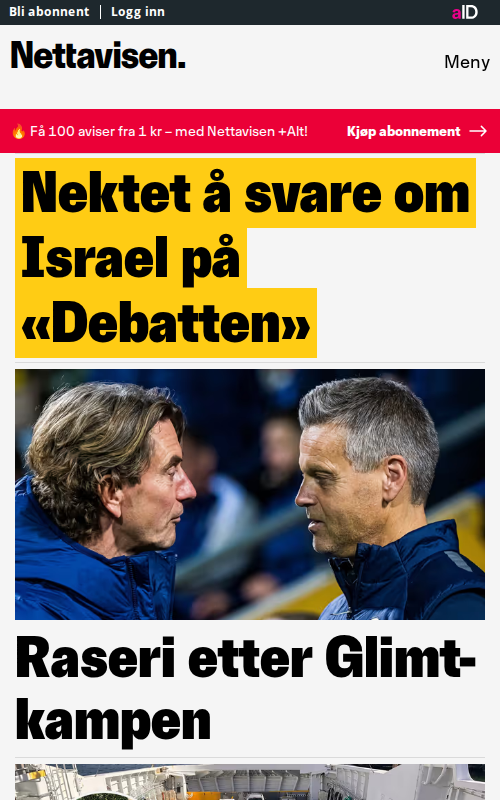 Bli abonnent | Logg inn
aID
Nettavisen.
Meny
🔥 Få 100 aviser fra 1 kr – med Nettavisen +Alt!
Kjøp abonnement →
Nektet å svare om
Israel på
«Debatten»
Raseri etter Glimt-
kampen